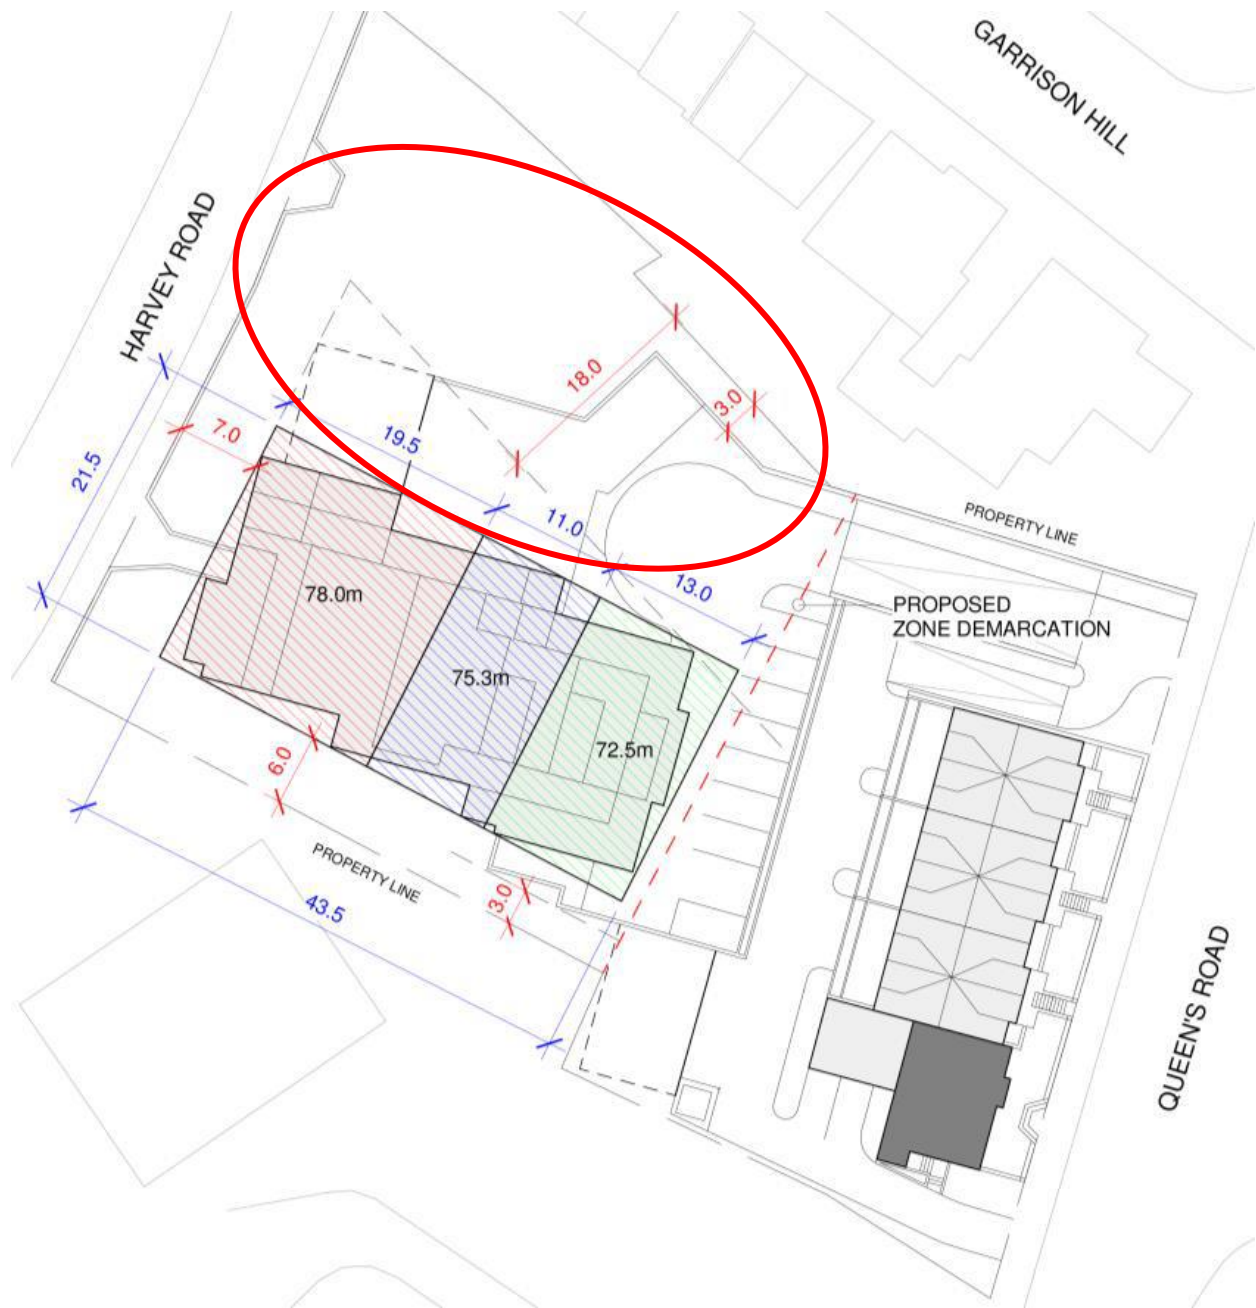 GARRISON HILL
HARVEY ROAD
18.0
3.0
7.0
19.5
21.5
11.0
PROPERTY LINE
13.0
78.0m
PROPOSED
ZONE DEMARCATION
75.3m
72.5m
6.0
PROPERTY LINE
3.0
43.5
QUEEN'S ROAD